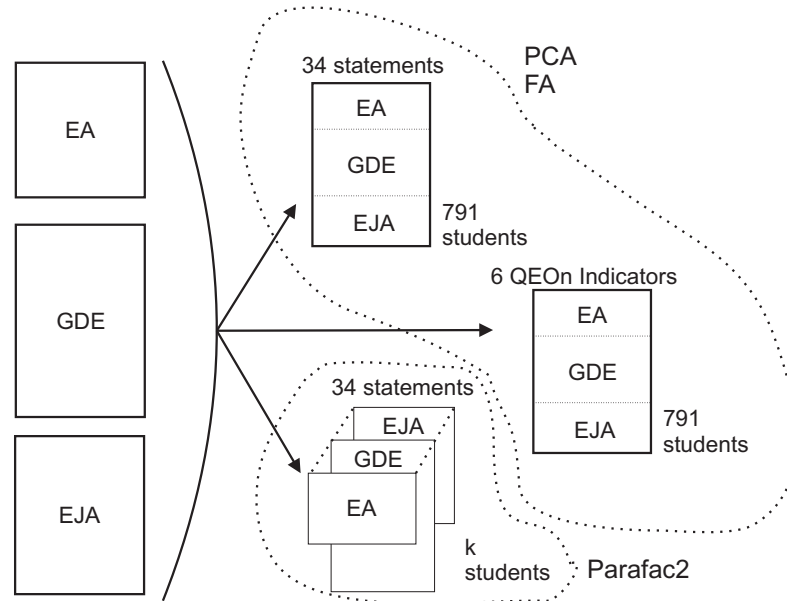 EA
GDE
EJA
34 statements
EA
GDE
EJA
791
students
PCA
FA
6 QEOn Indicators
EA
GDE
EJA
791
students
34 statements
EJA
GDE
EA
k
students
Parafac2